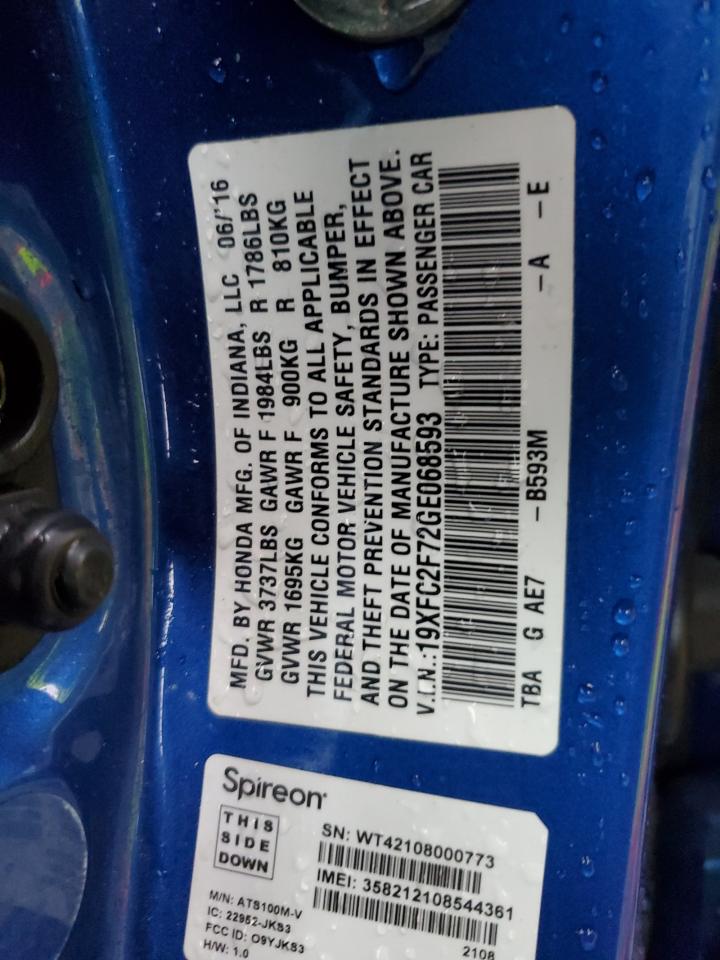 MFD. BY HONDA MFG. OF INDIANA, LLC 06/'16
GVWR 3737LBS GAWR F 1984LBS R 1786LBS
GVWR 1695KG GAWR F 900KG R 810KG
THIS VEHICLE CONFORMS TO ALL APPLICABLE
FEDERAL MOTOR VEHICLE SAFETY, BUMPER,
AND THEFT PREVENTION STANDARDS IN EFFECT
ON THE DATE OF MANUFACTURE SHOWN ABOVE.
V.I.N.:19XFC2F72GE068593 TYPE: PASSENGER CAR
TBA G AE7 -B593M -A -E
Spireon
THIS
SIDE
DOWN
SN: WT42108000773
IMEI: 358212108544361
M/N: ATS100M-V
IC: 22952-JKS3
FCC ID: O9YJKS3
H/W: 1.0
2108